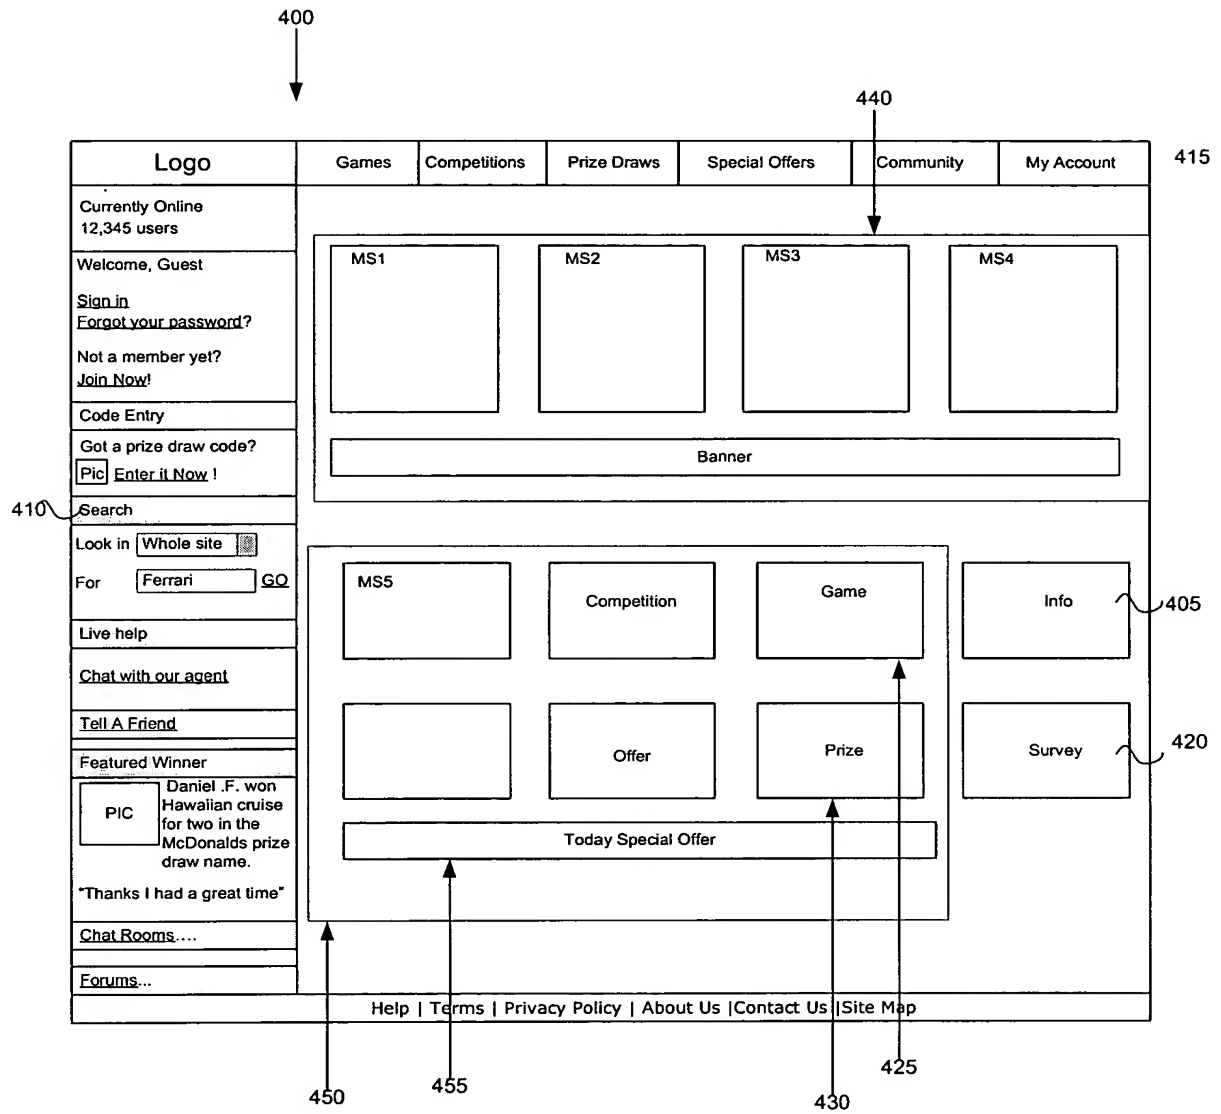 400
440
Logo
Games
Competitions
Prize Draws
Special Offers
Community
My Account
415
Currently Online
12,345 users
Welcome, Guest
Sign in
Forgot your password?
Not a member yet?
Join Now!
Code Entry
Got a prize draw code?
Pic Enter it Now !
410
Search
Look in Whole site
For Ferrari GO
Live help
Chat with our agent
Tell A Friend
Featured Winner
PIC
Daniel .F. won
Hawaiian cruise
for two in the
McDonalds prize
draw name.
"Thanks I had a great time"
Chat Rooms....
Forums...
MS1
MS2
MS3
MS4
Banner
MS5
Competition
Game
Info
405
Offer
Prize
Survey
420
Today Special Offer
Help | Terms | Privacy Policy | About Us |Contact Us |Site Map
450
455
430
425